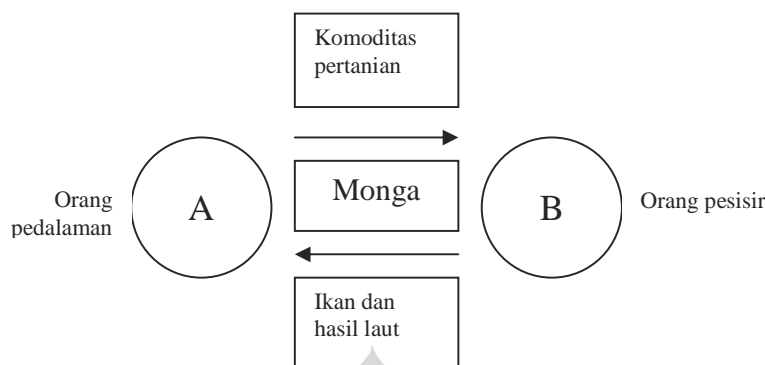 Komoditas
pertanian
Orang
pedalaman
A
Monga
B
Orang pesisir
Ikan dan
hasil laut